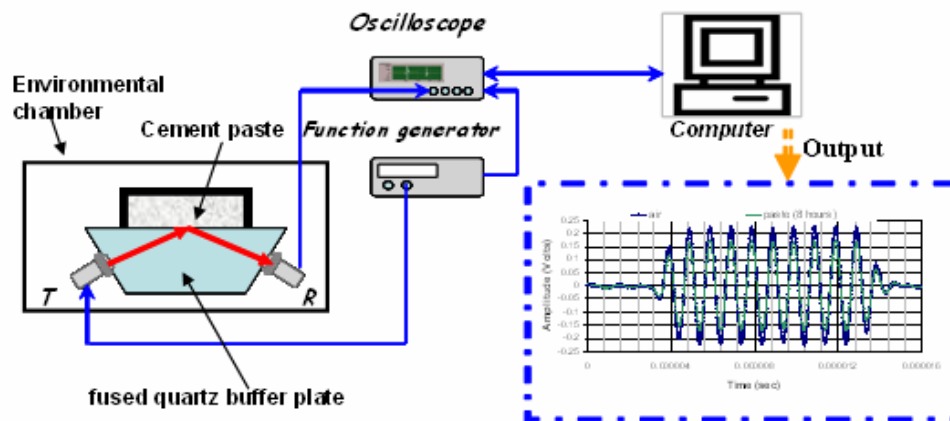 Oscilloscope
Environmental
chamber
Cement paste
Function generator
Computer
Output
T
R
fused quartz buffer plate
air
paste (8 hours)
Amplitude (Volts)
0.25
0.2
0.15
0.1
0.05
0
-0.05
-0.1
-0.15
-0.2
-0.25
0
0.000004
0.000008
0.000012
0.000016
Time (sec)